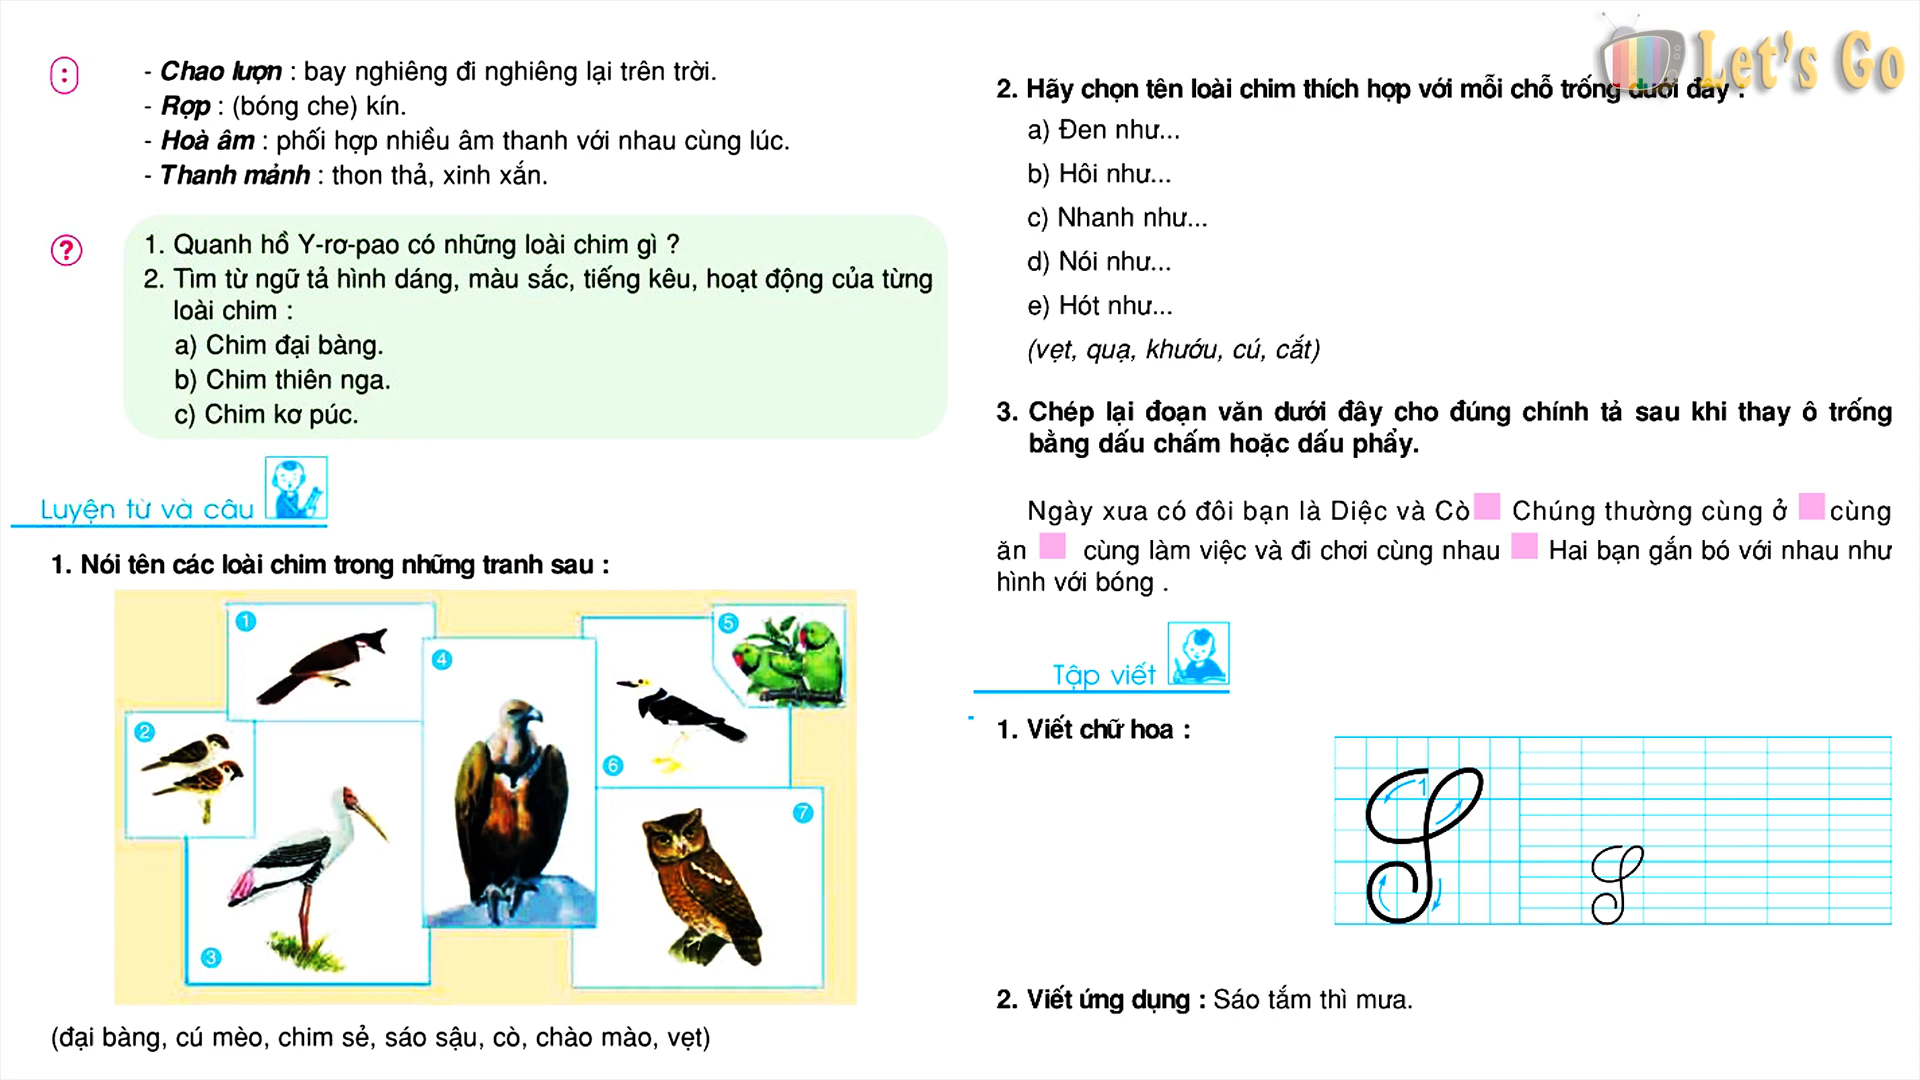 :
- Chao lượn : bay nghiêng đi nghiêng lại trên trời.
- Rợp : (bóng che) kín.
- Hoà âm : phối hợp nhiều âm thanh với nhau cùng lúc.
- Thanh mảnh : thon thả, xinh xắn.
?
1. Quanh hồ Y-rơ-pao có những loài chim gì ?
2. Tìm từ ngữ tả hình dáng, màu sắc, tiếng kêu, hoạt động của từng
loài chim :
a) Chim đại bàng.
b) Chim thiên nga.
c) Chim kơ púc.
Luyện từ và câu
1. Nói tên các loài chim trong những tranh sau :
1
2
3
4
5
6
7
(đại bàng, cú mèo, chim sẻ, sáo sậu, cò, chào mào, vẹt)
Let's Go
2. Hãy chọn tên loài chim thích hợp với mỗi chỗ trống dưới đây :
a) Đen như...
b) Hôi như...
c) Nhanh như...
d) Nói như...
e) Hót như...
(vẹt, quạ, khướu, cú, cắt)
3. Chép lại đoạn văn dưới đây cho đúng chính tả sau khi thay ô trống
bằng dấu chấm hoặc dấu phẩy.
Ngày xưa có đôi bạn là Diệc và Cò Chúng thường cùng ở cùng
ăn cùng làm việc và đi chơi cùng nhau Hai bạn gắn bó với nhau như
hình với bóng .
Tập viết
1. Viết chữ hoa :
1
S S
2. Viết ứng dụng : Sáo tắm thì mưa.